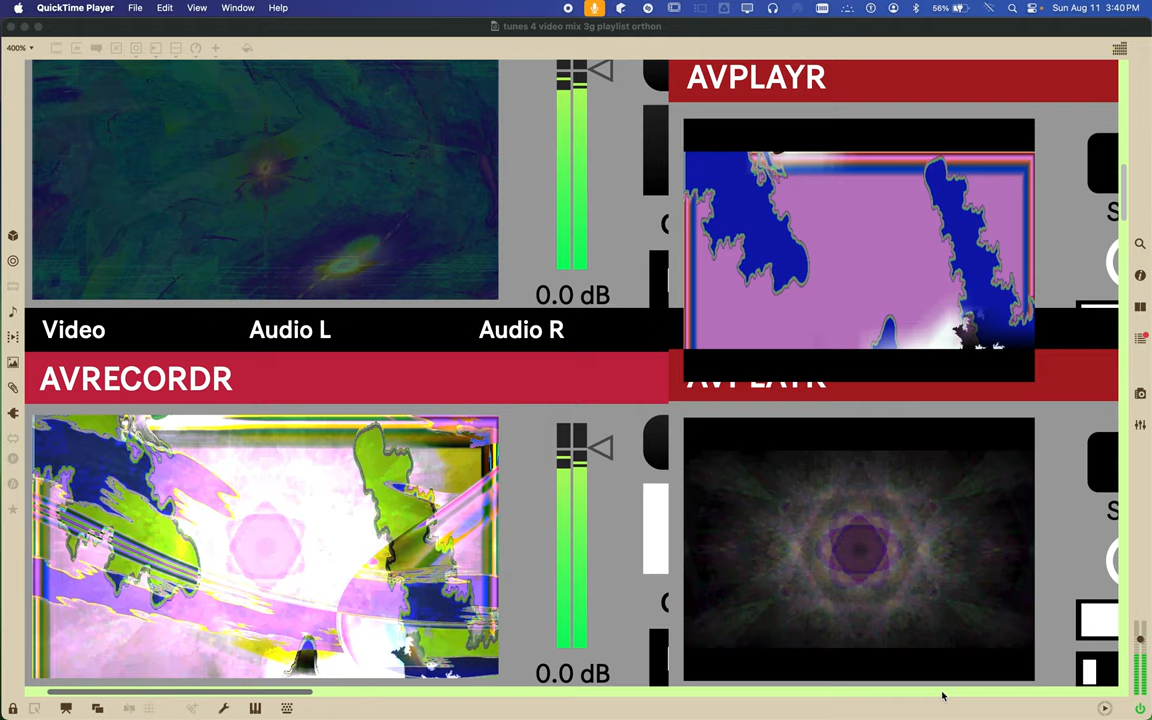 QuickTime Player File Edit View Window Help 56% Sun Aug 11 3:40 PM
tunes 4 video mix 3g playlist orthon
400%
AVPLAYR
S
0.0 dB
Video Audio L Audio R
AVRECORDR
AVPLAYR
S
0.0 dB